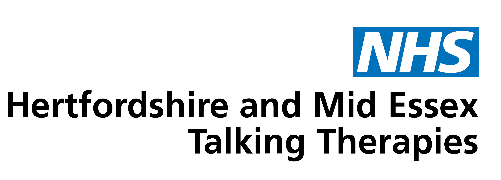 NHS
Hertfordshire and Mid Essex
Talking Therapies